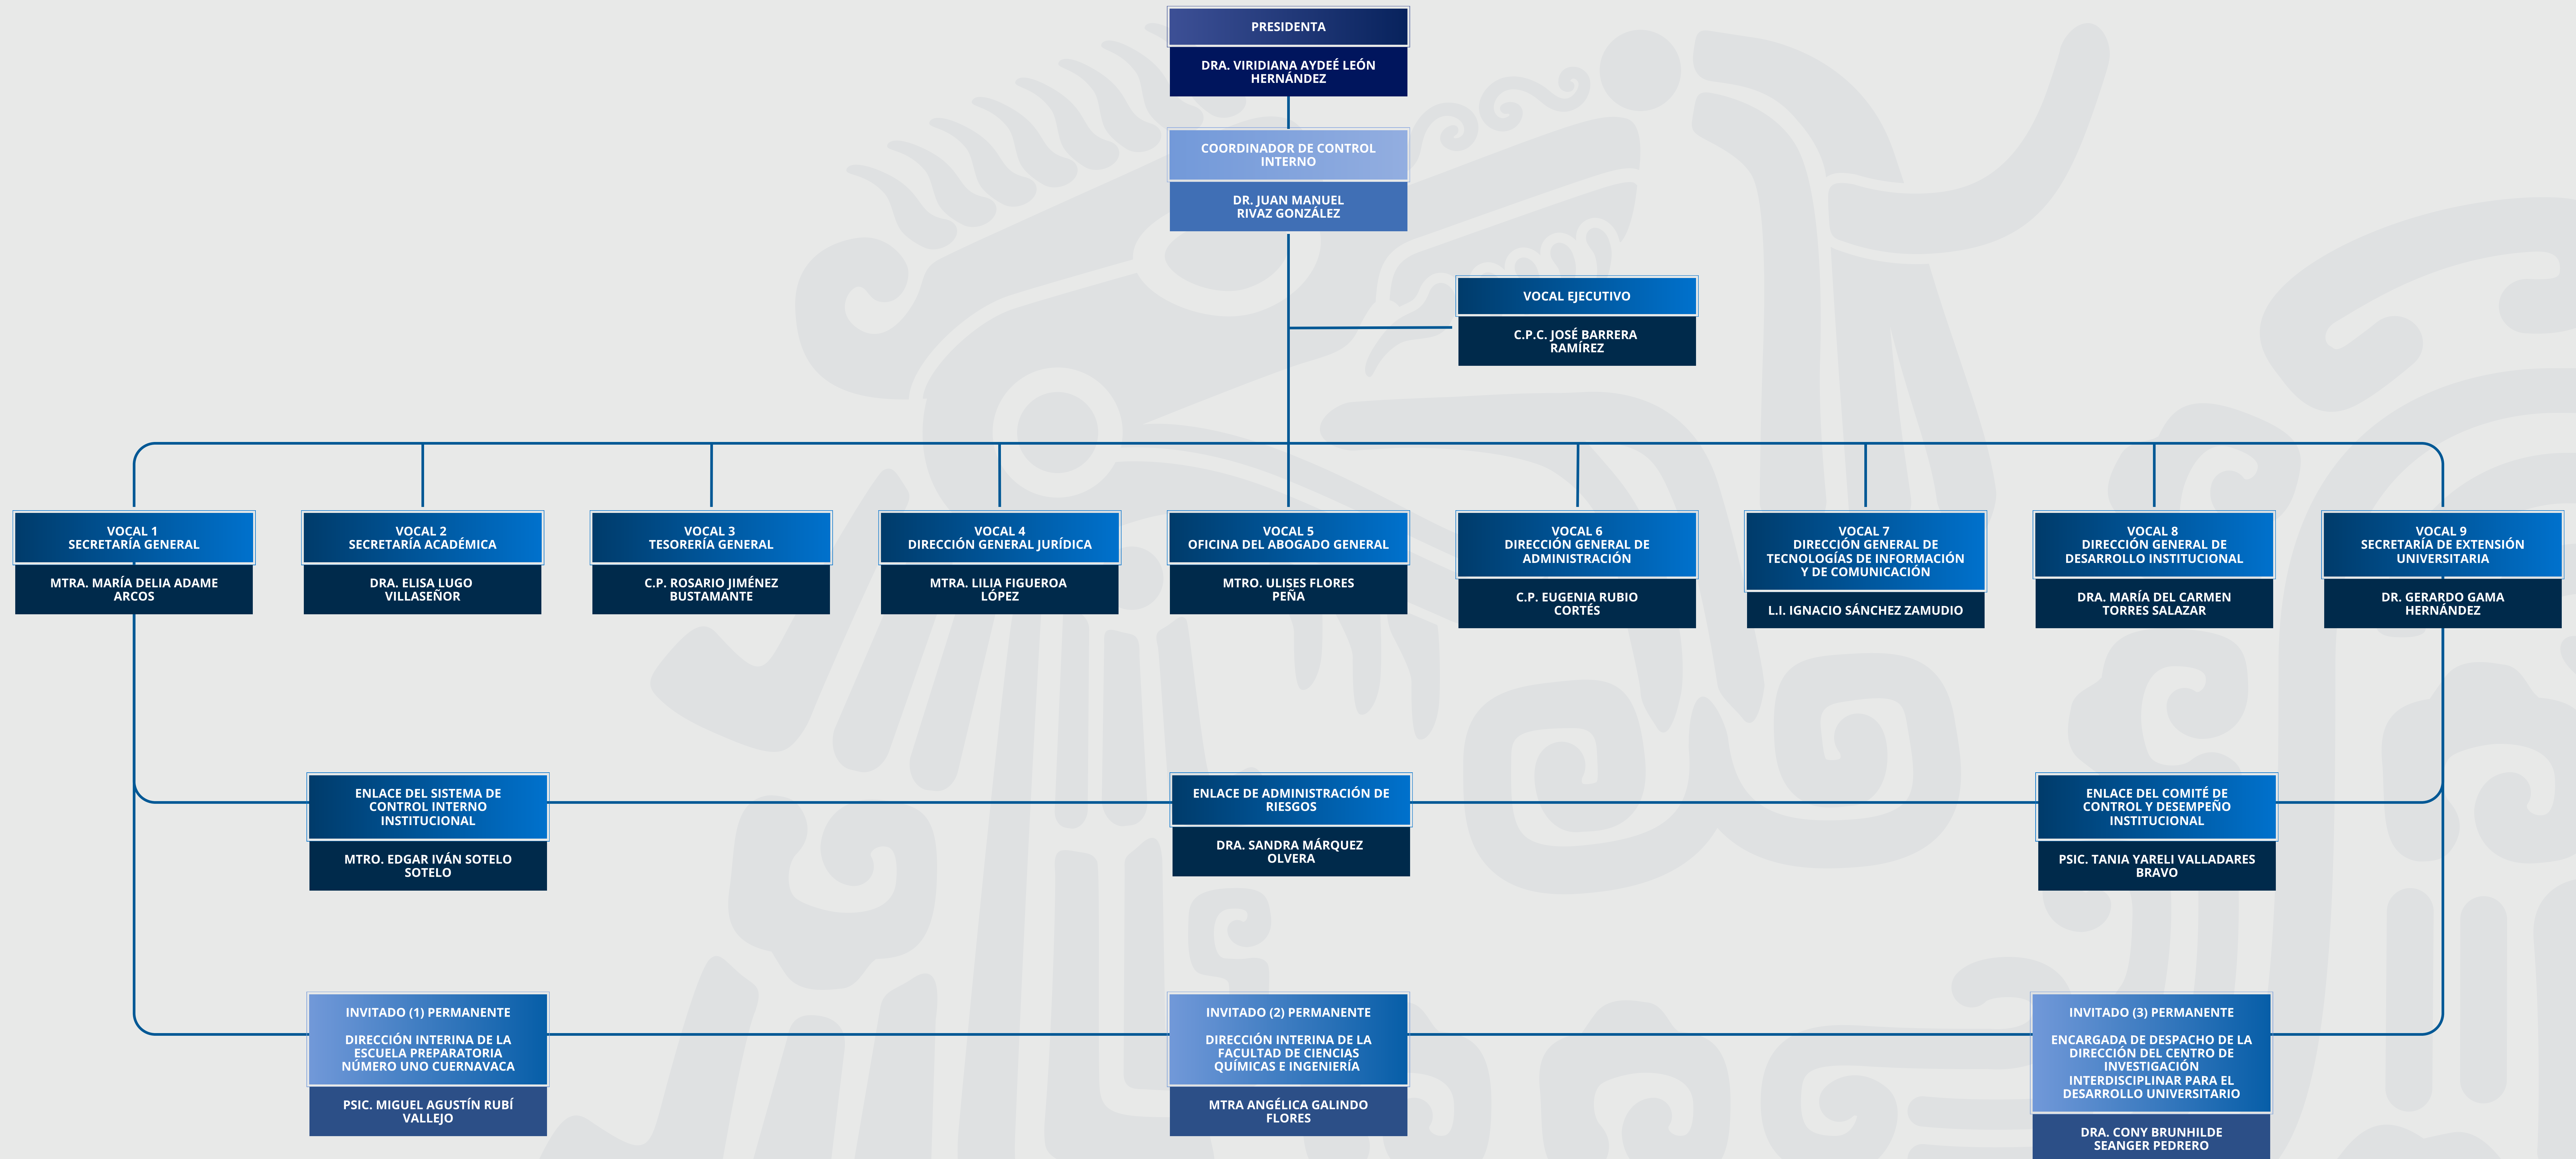 PRESIDENTA
DRA. VIRIDIANA AYDEÉ LEÓN
HERNÁNDEZ
COORDINADOR DE CONTROL
INTERNO
DR. JUAN MANUEL
RIVAZ GONZÁLEZ
VOCAL EJECUTIVO
C.P.C. JOSÉ BARRERA
RAMÍREZ
VOCAL 1
SECRETARÍA GENERAL
MTRA. MARÍA DELIA ADAME
ARCOS
VOCAL 2
SECRETARÍA ACADÉMICA
DRA. ELISA LUGO
VILLASEÑOR
VOCAL 3
TESORERÍA GENERAL
C.P. ROSARIO JIMÉNEZ
BUSTAMANTE
VOCAL 4
DIRECCIÓN GENERAL JURÍDICA
MTRA. LILIA FIGUEROA
LÓPEZ
VOCAL 5
OFICINA DEL ABOGADO GENERAL
MTRO. ULISES FLORES
PEÑA
VOCAL 6
DIRECCIÓN GENERAL DE
ADMINISTRACIÓN
C.P. EUGENIA RUBIO
CORTÉS
VOCAL 7
DIRECCIÓN GENERAL DE
TECNOLOGÍAS DE INFORMACIÓN
Y DE COMUNICACIÓN
L.I. IGNACIO SÁNCHEZ ZAMUDIO
VOCAL 8
DIRECCIÓN GENERAL DE
DESARROLLO INSTITUCIONAL
DRA. MARÍA DEL CARMEN
TORRES SALAZAR
VOCAL 9
SECRETARÍA DE EXTENSIÓN
UNIVERSITARIA
DR. GERARDO GAMA
HERNÁNDEZ
ENLACE DEL SISTEMA DE
CONTROL INTERNO
INSTITUCIONAL
MTRO. EDGAR IVÁN SOTELO
SOTELO
ENLACE DE ADMINISTRACIÓN DE
RIESGOS
DRA. SANDRA MÁRQUEZ
OLVERA
ENLACE DEL COMITÉ DE
CONTROL Y DESEMPEÑO
INSTITUCIONAL
PSIC. TANIA YARELI VALLADARES
BRAVO
INVITADO (1) PERMANENTE
DIRECCIÓN INTERINA DE LA
ESCUELA PREPARATORIA
NÚMERO UNO CUERNAVACA
PSIC. MIGUEL AGUSTÍN RUBÍ
VALLEJO
INVITADO (2) PERMANENTE
DIRECCIÓN INTERINA DE LA
FACULTAD DE CIENCIAS
QUÍMICAS E INGENIERÍA
MTRA ANGÉLICA GALINDO
FLORES
INVITADO (3) PERMANENTE
ENCARGADA DE DESPACHO DE LA
DIRECCIÓN DEL CENTRO DE
INVESTIGACIÓN
INTERDISCIPLINAR PARA EL
DESARROLLO UNIVERSITARIO
DRA. CONY BRUNHILDE
SEANGER PEDRERO